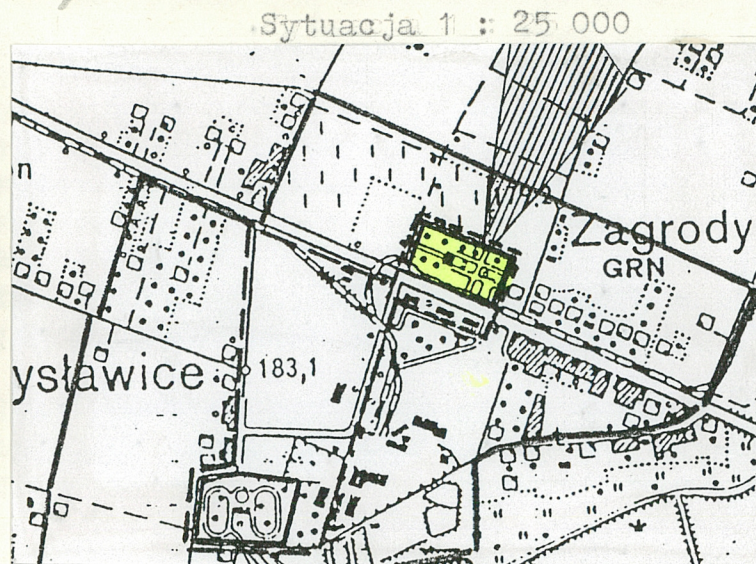 Sytuacja 1 : 25 000
n
Zagrody
GRN
ysławice
183,1